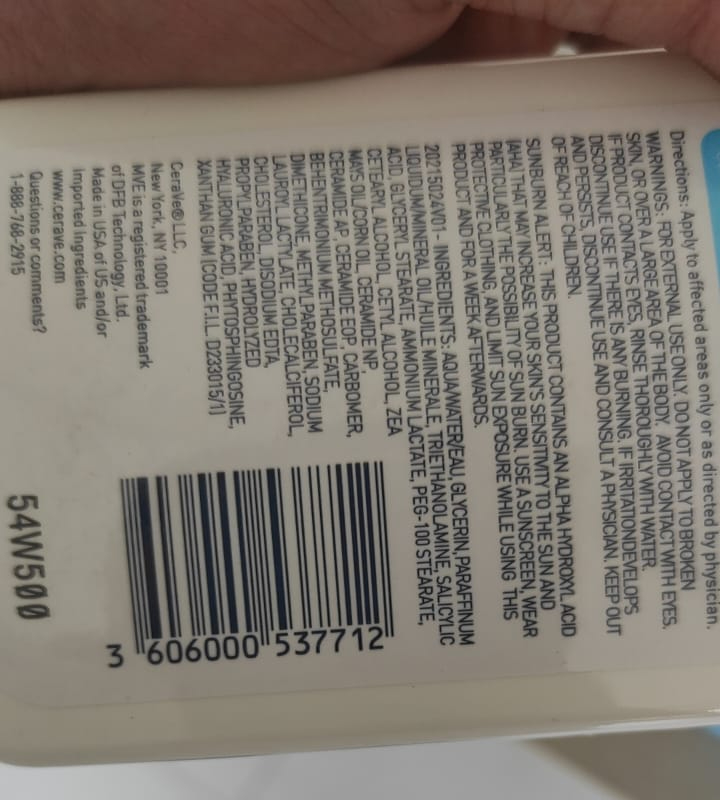 Directions: Apply to affected areas only or as directed by physician.
WARNINGS: FOR EXTERNAL USE ONLY. DO NOT APPLY TO BROKEN
SKIN, OR OVER A LARGE AREA OF THE BODY. AVOID CONTACT WITH EYES.
IF PRODUCT CONTACTS EYES, RINSE THOROUGHLY WITH WATER.
DISCONTINUE USE IF THERE IS ANY BURNING, IF IRRITATION DEVELOPS
AND PERSISTS, DISCONTINUE USE AND CONSULT A PHYSICIAN. KEEP OUT
OF REACH OF CHILDREN.
SUNBURN ALERT: THIS PRODUCT CONTAINS AN ALPHA HYDROXYL ACID
(AHA) THAT MAY INCREASE YOUR SKIN'S SENSITIVITY TO THE SUN AND
PARTICULARLY THE POSSIBILITY OF SUN BURN. USE A SUNSCREEN, WEAR
PROTECTIVE CLOTHING, AND LIMIT SUN EXPOSURE WHILE USING THIS
PRODUCT AND FOR A WEEK AFTERWARDS.
20215024V01 - INGREDIENTS: AQUA/WATER/EAU, GLYCERIN, PARAFFINUM
LIQUIDUM/MINERAL OIL/HUILE MINERALE, TRIETHANOLAMINE, SALICYLIC
ACID, GLYCERYL STEARATE, AMMONIUM LACTATE, PEG-100 STEARATE,
CETEARYL ALCOHOL, CETYL ALCOHOL, ZEA
MAYS OIL/CORN OIL, CERAMIDE NP,
CERAMIDE AP, CERAMIDE EOP, CARBOMER,
BEHENTRIMONIUM METHOSULFATE,
DIMETHICONE, METHYLPARABEN, SODIUM
LAUROYL LACTYLATE, CHOLECALCIFEROL,
CHOLESTEROL, DISODIUM EDTA,
PROPYLPARABEN, HYDROLYZED
HYALURONIC ACID, PHYTOSPHINGOSINE,
XANTHAN GUM [CODE F.I.L. D233015/1]
CeraVe® LLC,
New York, NY 10001
MVE is a registered trademark
of DFB Technology, Ltd.
Made in USA of US and/or
imported ingredients
www.cerave.com
Questions or comments?
1-888-768-2915
3 606000 537712
54W500